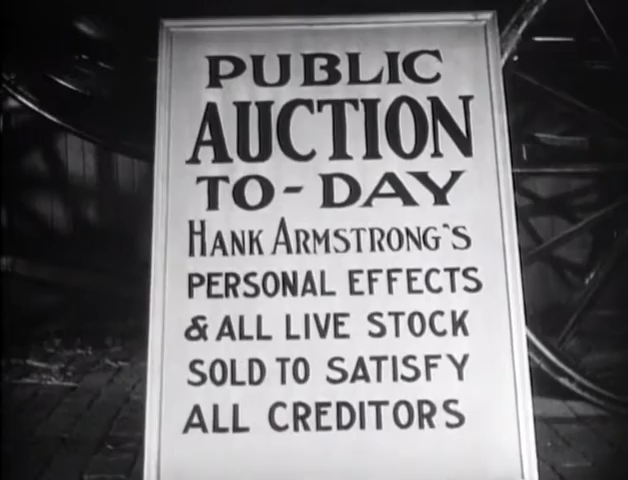 PUBLIC
AUCTION
TO-DAY
HANK ARMSTRONG'S
PERSONAL EFFECTS
& ALL LIVE STOCK
SOLD TO SATISFY
ALL CREDITORS